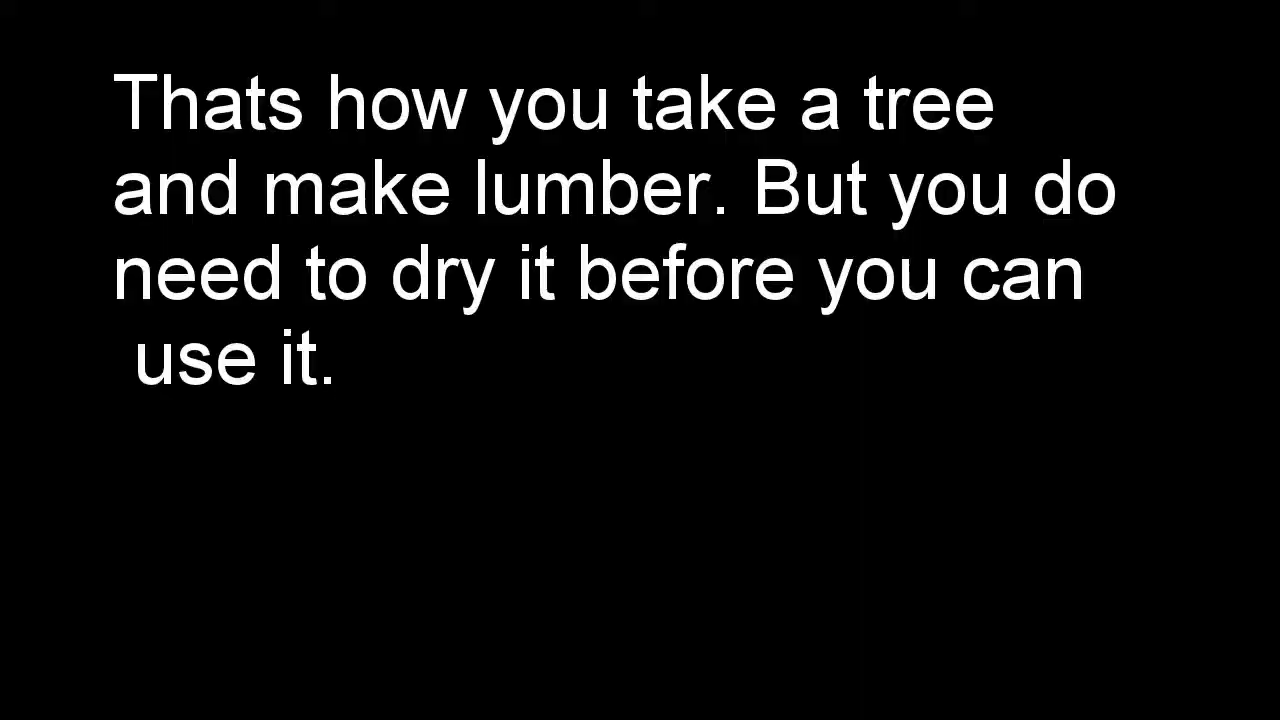 Thats how you take a tree
and make lumber. But you do
need to dry it before you can
use it.